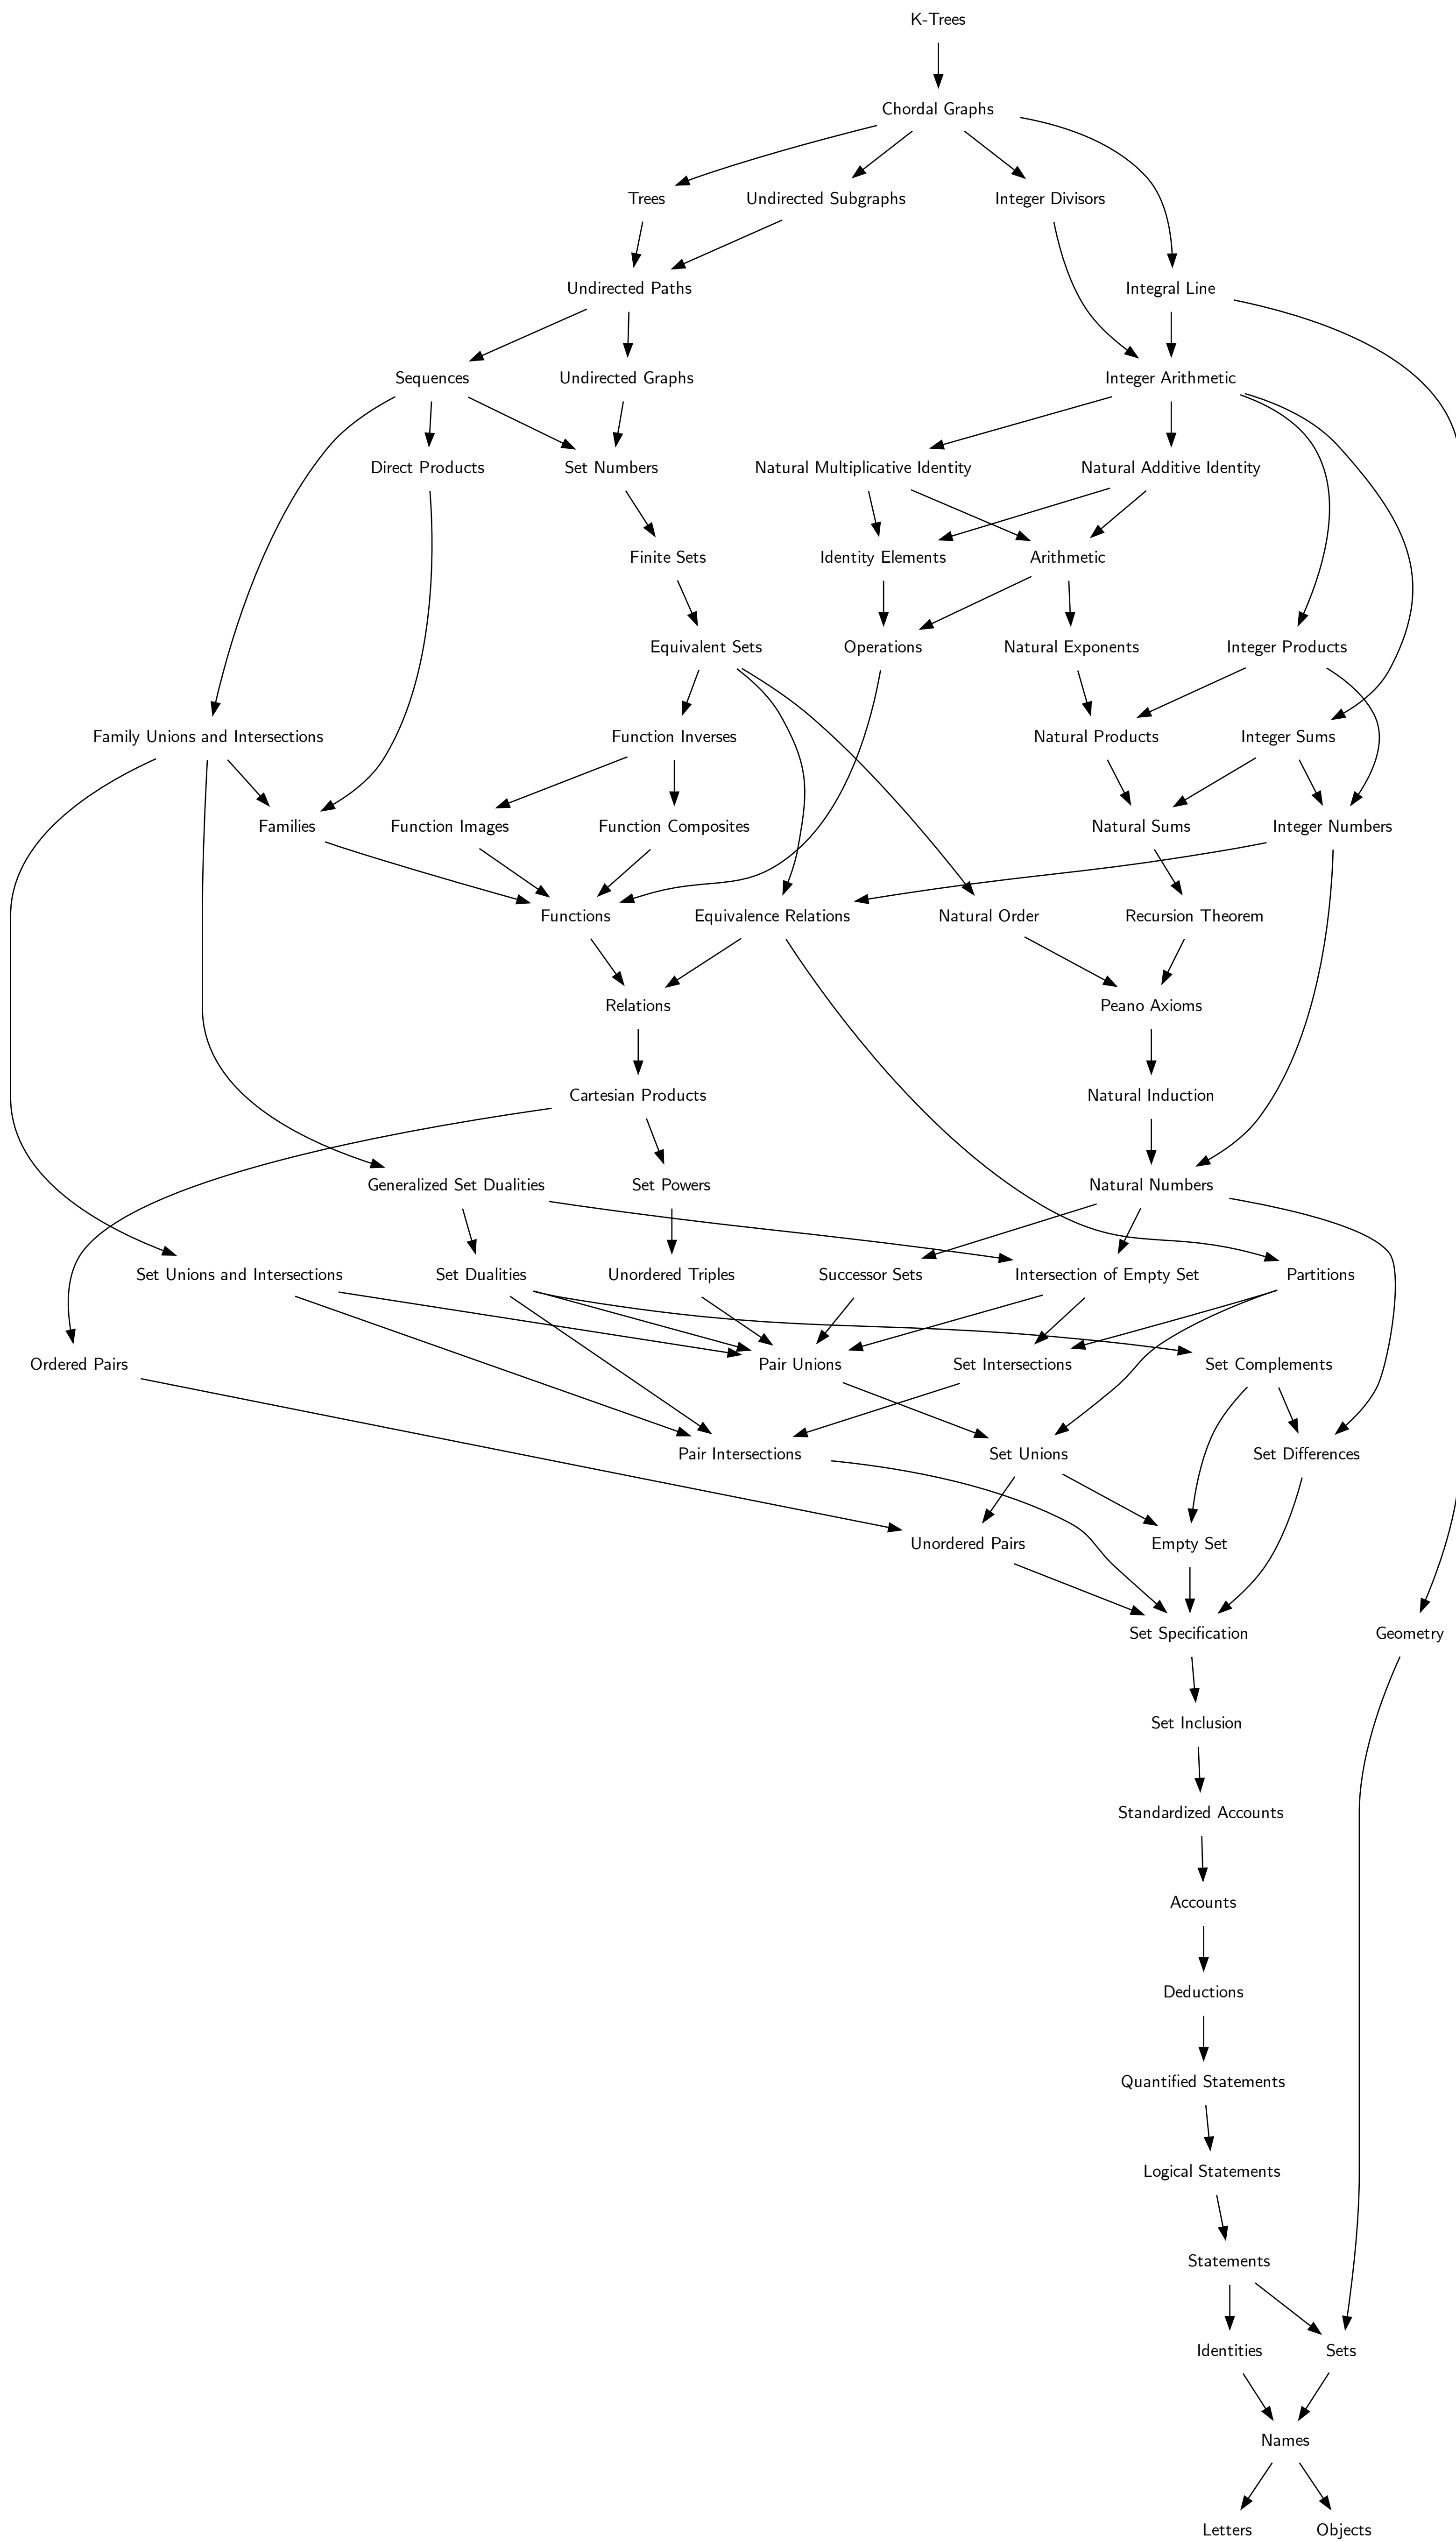 K-Trees
Chordal Graphs
Trees
Undirected Subgraphs
Integer Divisors
Undirected Paths
Integral Line
Sequences
Undirected Graphs
Integer Arithmetic
Direct Products
Set Numbers
Natural Multiplicative Identity
Natural Additive Identity
Finite Sets
Identity Elements
Arithmetic
Equivalent Sets
Operations
Natural Exponents
Integer Products
Family Unions and Intersections
Function Inverses
Natural Products
Integer Sums
Families
Function Images
Function Composites
Natural Sums
Integer Numbers
Functions
Equivalence Relations
Natural Order
Recursion Theorem
Relations
Peano Axioms
Cartesian Products
Natural Induction
Generalized Set Dualities
Set Powers
Natural Numbers
Set Unions and Intersections
Set Dualities
Unordered Triples
Successor Sets
Intersection of Empty Set
Partitions
Ordered Pairs
Pair Unions
Set Intersections
Set Complements
Pair Intersections
Set Unions
Set Differences
Unordered Pairs
Empty Set
Set Specification
Geometry
Set Inclusion
Standardized Accounts
Accounts
Deductions
Quantified Statements
Logical Statements
Statements
Identities
Sets
Names
Letters
Objects